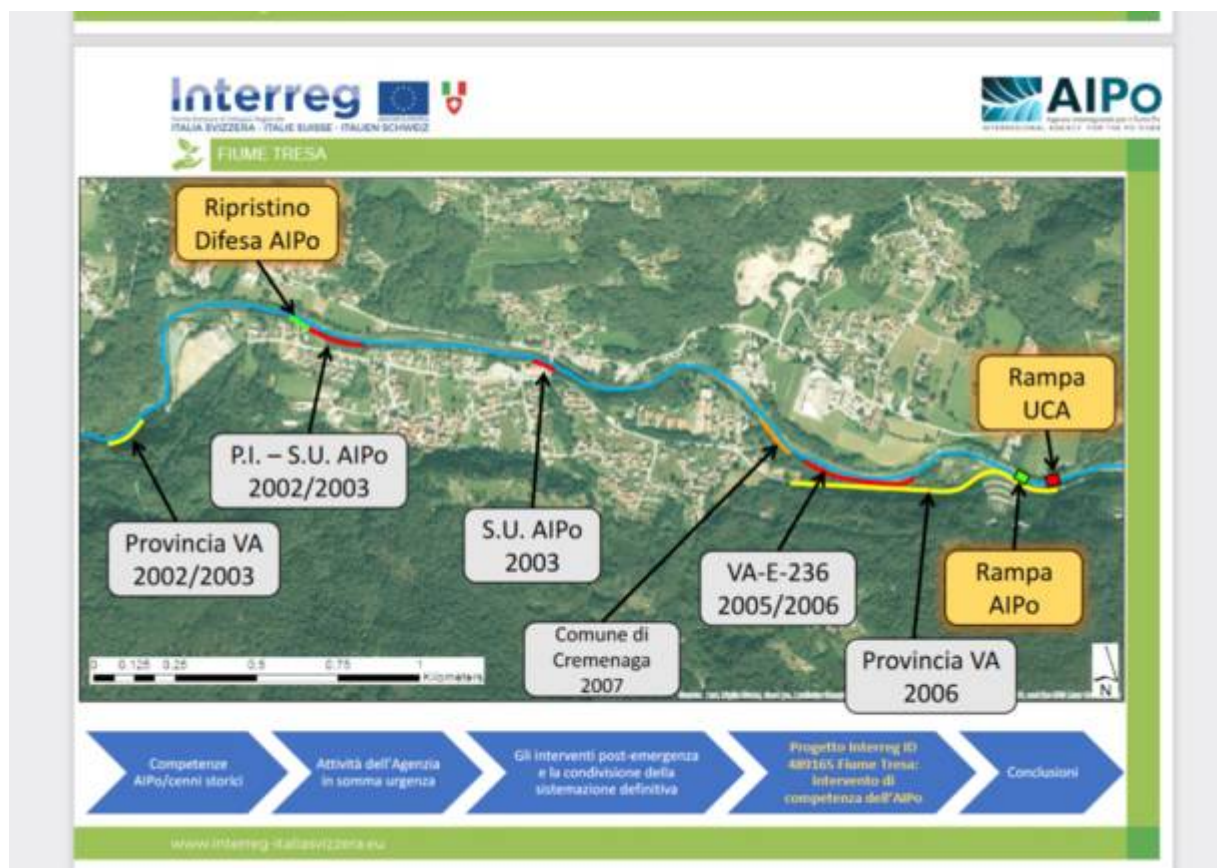 Interreg
ITALIA SVIZZERA · ITALIE SUISSE · ITALIEN SCHWEIZ
AIPo
FIUME TRESA
Ripristino
Difesa AIPo
Rampa
UCA
P.I. – S.U. AIPo
2002/2003
S.U. AIPo
2003
Provincia VA
2002/2003
VA-E-236
2005/2006
Rampa
AIPo
Comune di
Cremenaga
2007
Provincia VA
2006
0 0.125 0.25 0.5 0.75 1
Kilometers
N
Competenze
AIPo/cenni storici
Attività dell'Agenzia
in somma urgenza
Gli interventi post-emergenza
e la condivisione della
sistemazione definitiva
Progetto Interreg ID
489165 Fiume Tresa:
Intervento di
competenza dell'AIPo
Conclusioni
www.interreg-italiasvizzera.eu